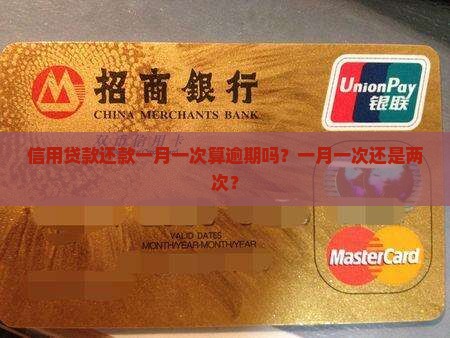 招商銀行
CHINA MERCHANTS BANK
UnionPay
银联
信用贷款还款一月一次算逾期吗？一月一次还是两
次？
VALID DATES
MONTH/YEAR-MONTH/YEAR
MasterCard